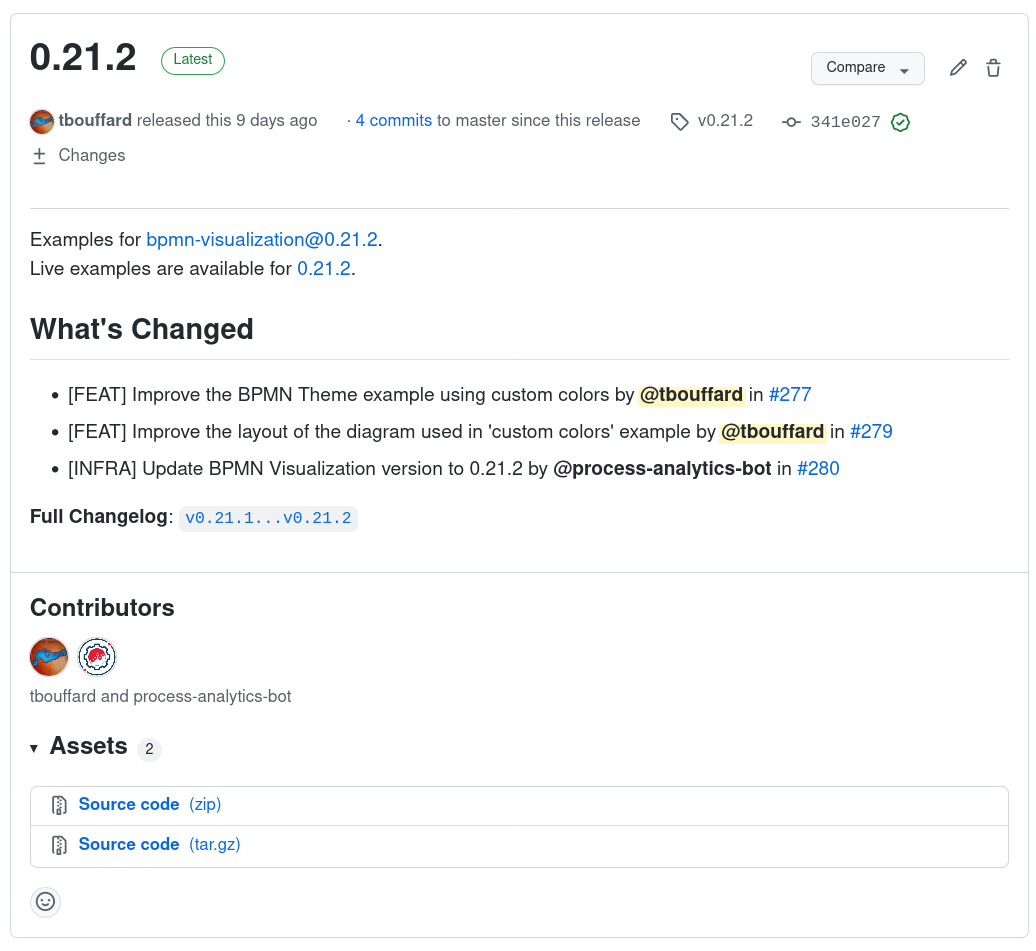 0.21.2 Latest Compare
tbouffard released this 9 days ago · 4 commits to master since this release v0.21.2 341e027
Changes
Examples for bpmn-visualization@0.21.2.
Live examples are available for 0.21.2.
What's Changed
• [FEAT] Improve the BPMN Theme example using custom colors by @tbouffard in #277
• [FEAT] Improve the layout of the diagram used in 'custom colors' example by @tbouffard in #279
• [INFRA] Update BPMN Visualization version to 0.21.2 by @process-analytics-bot in #280
Full Changelog: v0.21.1...v0.21.2
Contributors
tbouffard and process-analytics-bot
Assets 2
Source code (zip)
Source code (tar.gz)